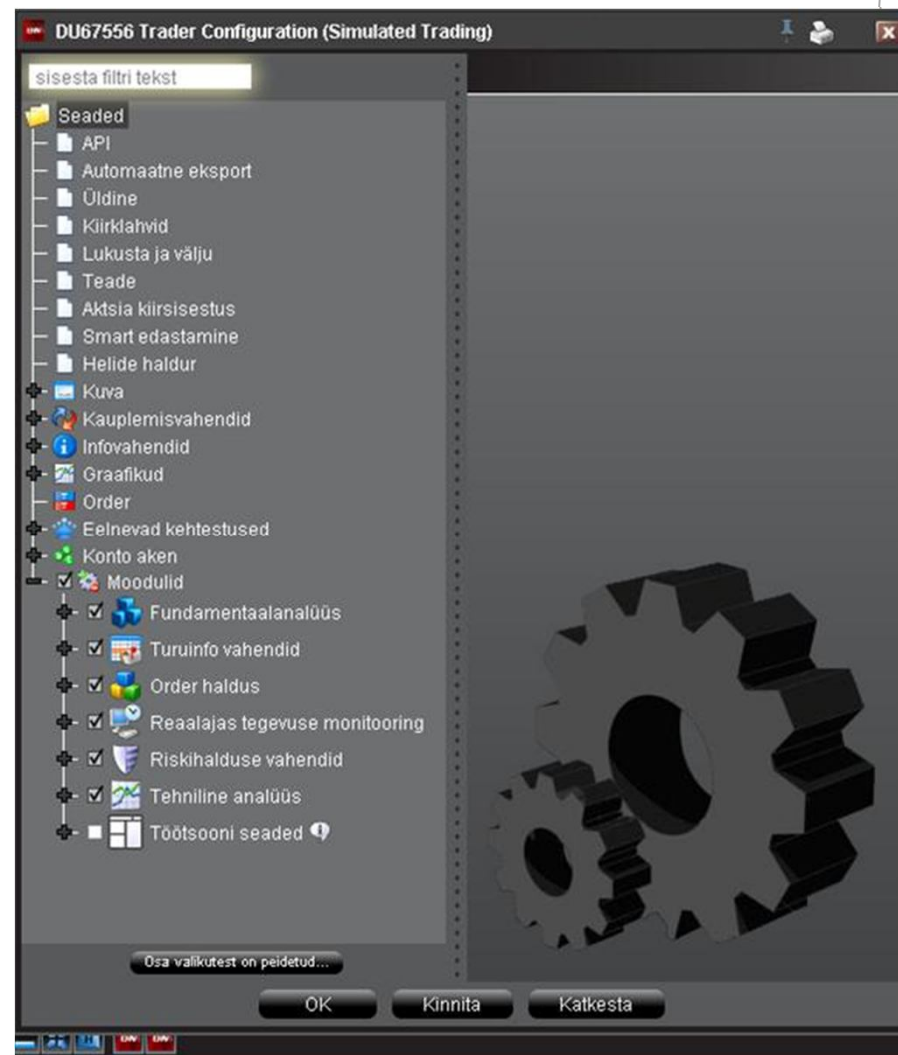 DU67556 Trader Configuration (Simulated Trading)
sisesta filtri tekst
Seaded
API
Automaatne eksport
Üldine
Kiirklahvid
Lukusta ja välju
Teade
Aktsia kiirsisestus
Smart edastamine
Helide haldur
Kuva
Kauplemisvahendid
Infovahendid
Graafikud
Order
Eelnevad kehtestused
Konto aken
Moodulid
Fundamentaalanalüüs
Turuinfo vahendid
Order haldus
Reaalajas tegevuse monitooring
Riskihalduse vahendid
Tehniline analüüs
Töötsooni seaded
Osa valikutest on peidetud...
OK Kinnita Katkesta